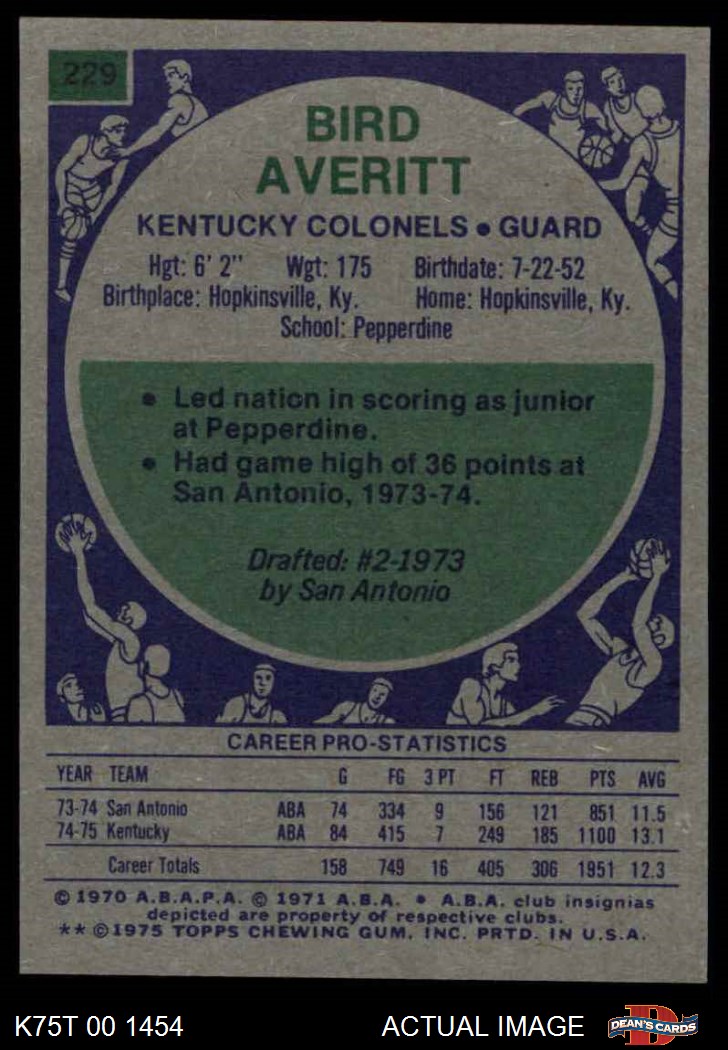 229
BIRD
AVERITT
KENTUCKY COLONELS • GUARD
Hgt: 6' 2" Wgt: 175 Birthdate: 7-22-52
Birthplace: Hopkinsville, Ky. Home: Hopkinsville, Ky.
School: Pepperdine
• Led nation in scoring as junior
at Pepperdine.
• Had game high of 36 points at
San Antonio, 1973-74.
Drafted: #2-1973
by San Antonio
CAREER PRO-STATISTICS
YEAR TEAM G FG 3 PT FT REB PTS AVG
73-74 San Antonio ABA 74 334 9 156 121 851 11.5
74-75 Kentucky ABA 84 415 7 249 185 1100 13.1
Career Totals 158 749 16 405 306 1951 12.3
© 1970 A.B.A.P.A. © 1971 A.B.A. • A.B.A. club insignias
depicted are property of respective clubs.
** © 1975 TOPPS CHEWING GUM, INC. PRTD. IN U.S.A.
K75T 00 1454 ACTUAL IMAGE D DEAN'S CARDS